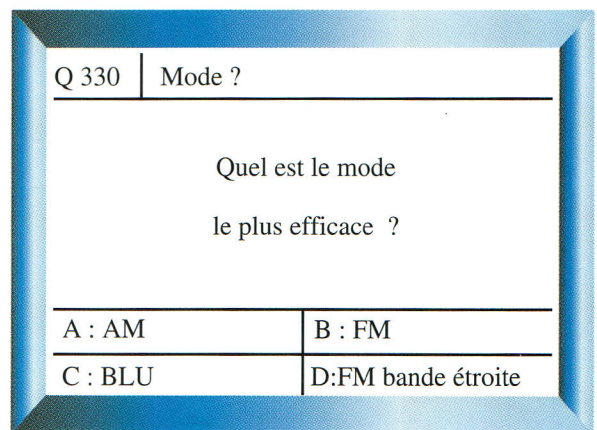 Q 330 Mode ?
Quel est le mode
le plus efficace ?
A : AM B : FM
C : BLU D:FM bande étroite